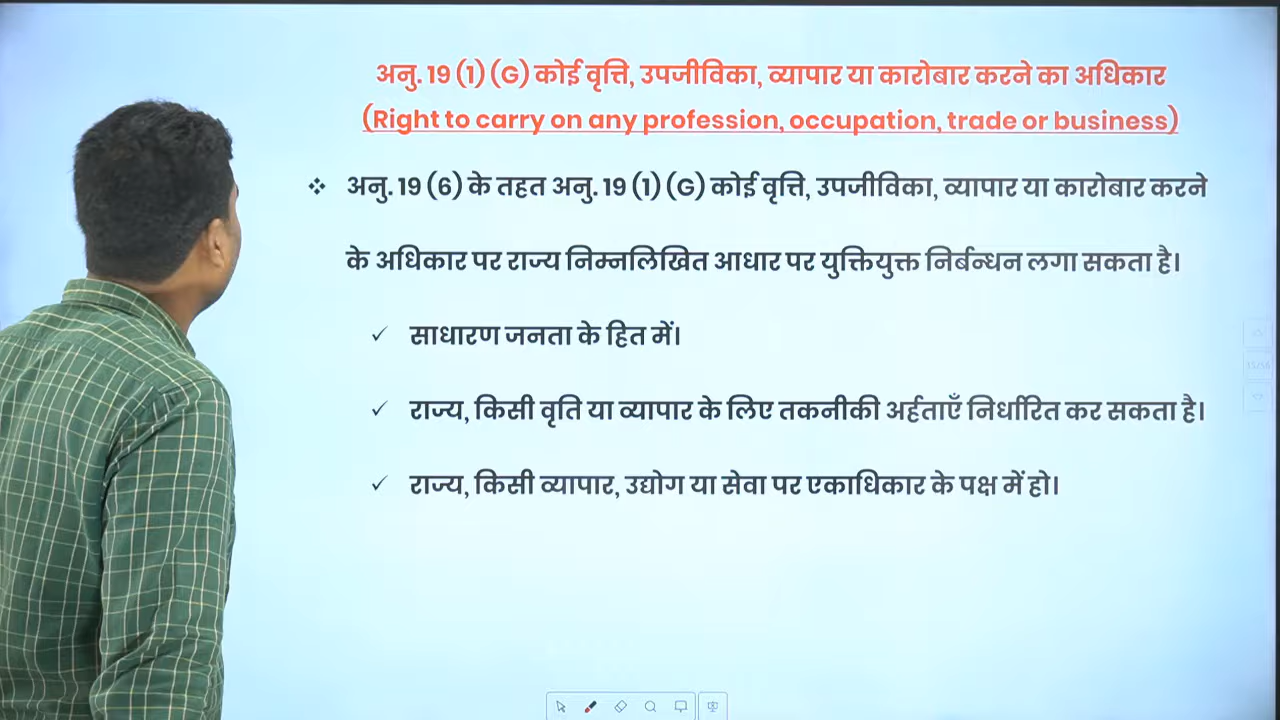 अनु. 19 (1) (G) कोई वृत्ति, उपजीविका, व्यापार या कारोबार करने का अधिकार
(Right to carry on any profession, occupation, trade or business)
❖ अनु. 19 (6) के तहत अनु. 19 (1) (G) कोई वृत्ति, उपजीविका, व्यापार या कारोबार करने
के अधिकार पर राज्य निम्नलिखित आधार पर युक्तियुक्त निर्बन्धन लगा सकता है।
✓ साधारण जनता के हित में।
✓ राज्य, किसी वृति या व्यापार के लिए तकनीकी अर्हताएँ निर्धारित कर सकता है।
✓ राज्य, किसी व्यापार, उद्योग या सेवा पर एकाधिकार के पक्ष में हो।